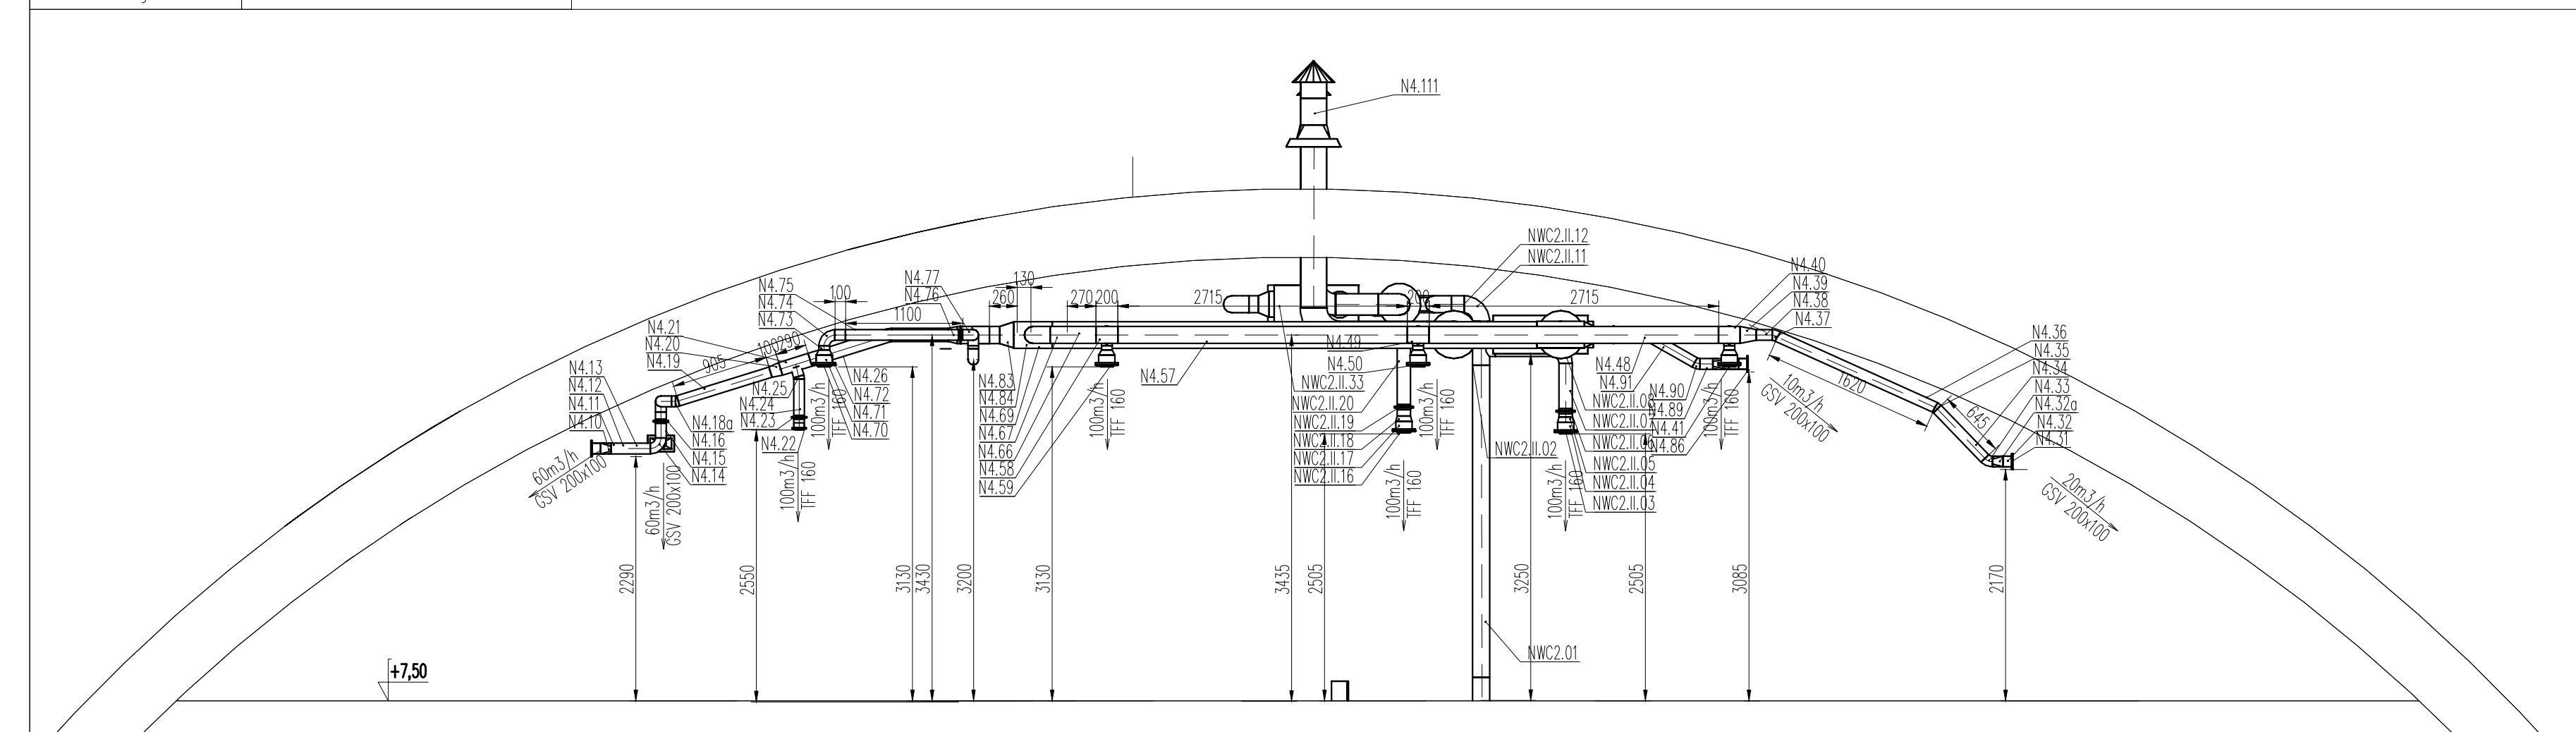 N4.111
NWC2.II.12
NWC2.II.11
N4.40
N4.39
N4.38
N4.37
N4.77
N4.76
130
N4.75
N4.74
N4.73
100
260
270
200
2715
200
2715
1100
N4.21
N4.20
N4.19
905
100
290
N4.13
N4.12
N4.11
N4.10
N4.36
N4.35
N4.34
N4.33
N4.32a
N4.32
N4.31
N4.49
N4.50
N4.48
N4.91
N4.90
N4.89
N4.41
N4.86
1620
645
N4.26
N4.72
N4.71
N4.70
N4.25
N4.24
N4.23
N4.22
N4.18a
N4.16
N4.15
N4.14
N4.83
N4.84
N4.69
N4.67
N4.66
N4.58
N4.59
N4.57
NWC2.II.33
NWC2.II.20
NWC2.II.19
NWC2.II.18
NWC2.II.17
NWC2.II.16
NWC2.II.02
NWC2.II.08
NWC2.II.07
NWC2.II.06
NWC2.II.05
NWC2.II.04
NWC2.II.03
60m3/h
GSV 200x100
60m3/h
GSV 200x100
100m3/h
TFF 160
100m3/h
TFF 160
100m3/h
TFF 160
100m3/h
TFF 160
100m3/h
TFF 160
100m3/h
TFF 160
100m3/h
TFF 160
10m3/h
GSV 200x100
20m3/h
GSV 200x100
2290
2550
3130
3430
3200
3130
3435
2505
3250
2505
3085
2170
NWC2.01
+7,50